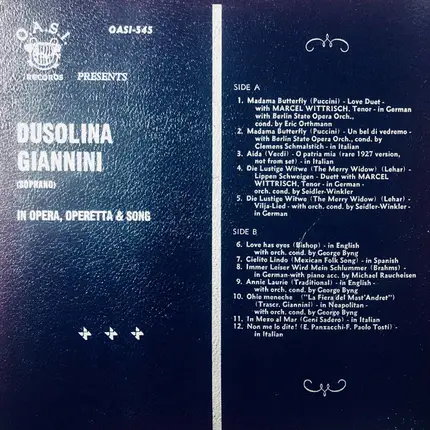 OASI
RECORDS
OASI-545
PRESENTS
DUSOLINA
GIANNINI
(SOPRANO)
IN OPERA, OPERETTA & SONG
SIDE A
1. Madama Butterfly (Puccini) - Love Duet -
with MARCEL WITTRISCH, Tenor - in German
with Berlin State Opera Orch.,
cond. by Eric Orthmann
2. Madama Butterfly (Puccini) - Un bel di vedremo -
with Berlin State Opera Orch., cond. by
Clemens Schmalstich - in Italian
3. Aida (Verdi) - O patria mia (rare 1927 version,
not from set) - in Italian
4. Die Lustige Witwe (The Merry Widow) (Lehar) -
Lippen Schweigen - Duett with MARCEL
WITTRISCH, Tenor - in German -
orch. cond. by Seidler-Winkler
5. Die Lustige Witwe (The Merry Widow) (Lehar) -
Vilja-Lied - with orch. cond. by Seidler-Winkler -
in German
SIDE B
6. Love has eyes (Bishop) - in English
with orch. cond. by George Byng
7. Cielito Lindo (Mexican Folk Song) - in Spanish
8. Immer Leiser Wird Mein Schlummer (Brahms) -
in German-with piano acc. by Michael Raucheisen
9. Annie Laurie (Traditional) - in English -
with orch. cond. by George Byng
10. Ohie meneche ("La Fiera del Mast'Andret")
(Trascr. Giannini) - in Neapolitan -
with orch. cond. by George Byng
11. In Mezo al Mar (Geni Sadero) - in Italian
12. Non me lo dite! (E. Panzacchi-F. Paolo Tosti) -
in Italian